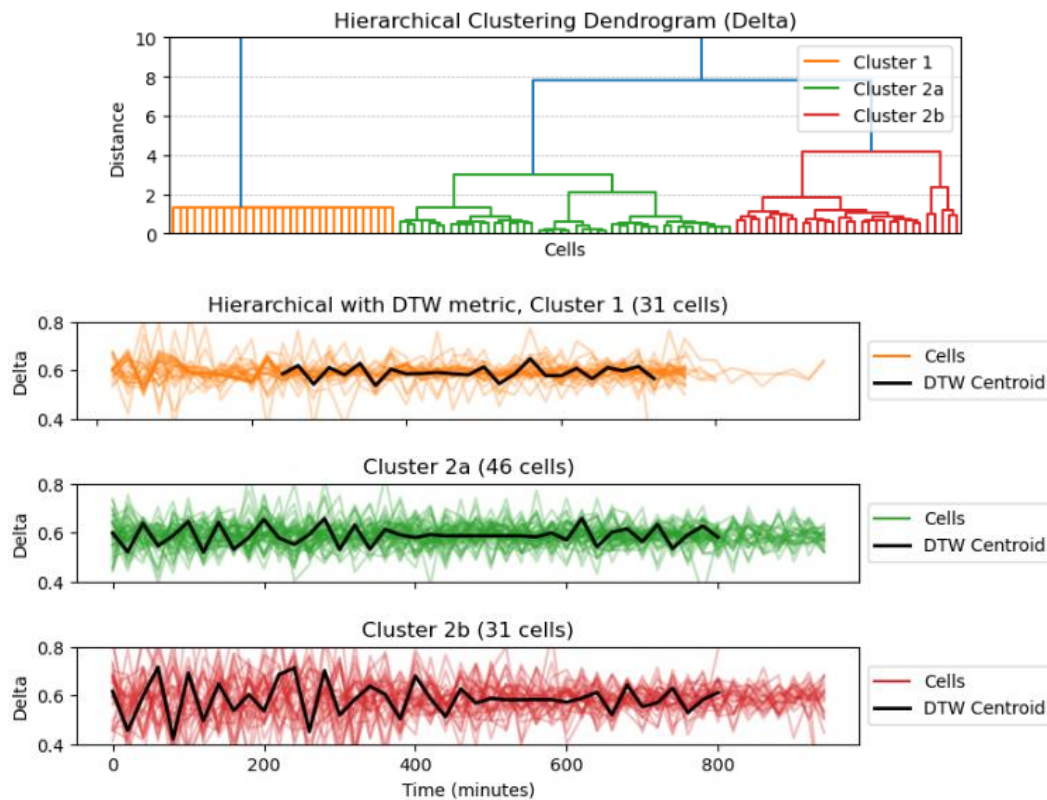 Hierarchical Clustering Dendrogram (Delta)
10
8
6
4
2
0
Distance
Cluster 1
Cluster 2a
Cluster 2b
Cells
Hierarchical with DTW metric, Cluster 1 (31 cells)
0.8
0.6
0.4
Delta
Cells
DTW Centroid
Cluster 2a (46 cells)
0.8
0.6
0.4
Delta
Cells
DTW Centroid
Cluster 2b (31 cells)
0.8
0.6
0.4
Delta
Cells
DTW Centroid
0 200 400 600 800
Time (minutes)